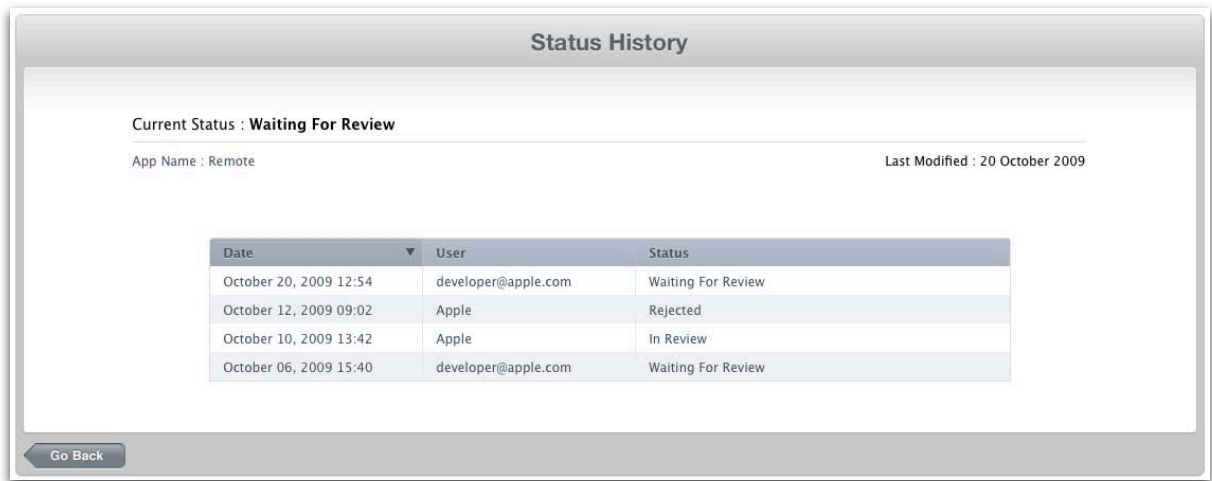 Status History
Current Status : Waiting For Review
App Name : Remote Last Modified : 20 October 2009
Date User Status
October 20, 2009 12:54 developer@apple.com Waiting For Review
October 12, 2009 09:02 Apple Rejected
October 10, 2009 13:42 Apple In Review
October 06, 2009 15:40 developer@apple.com Waiting For Review
Go Back